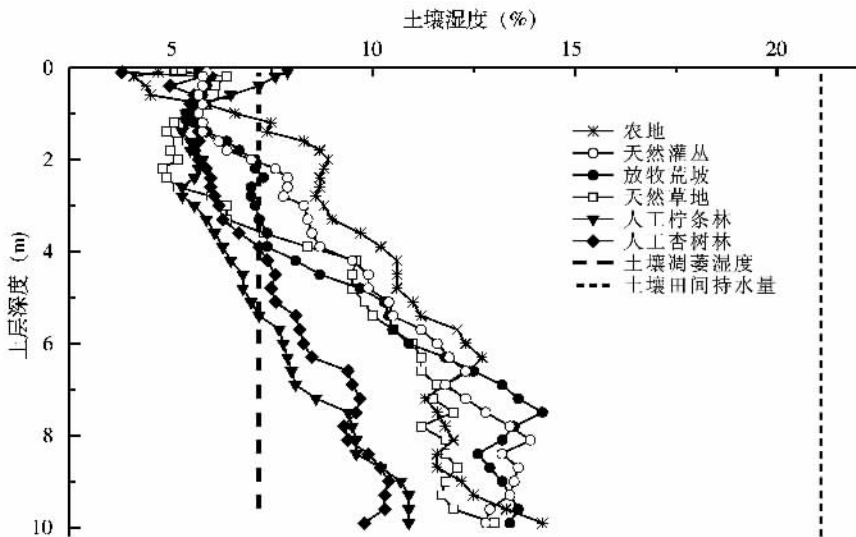 土壤湿度 (%)
5 10 15 20
0
2
4
6
8
10
土层深度 (m)
农地
天然灌丛
放牧荒坡
天然草地
人工柠条林
人工杏树林
土壤凋萎湿度
土壤田间持水量